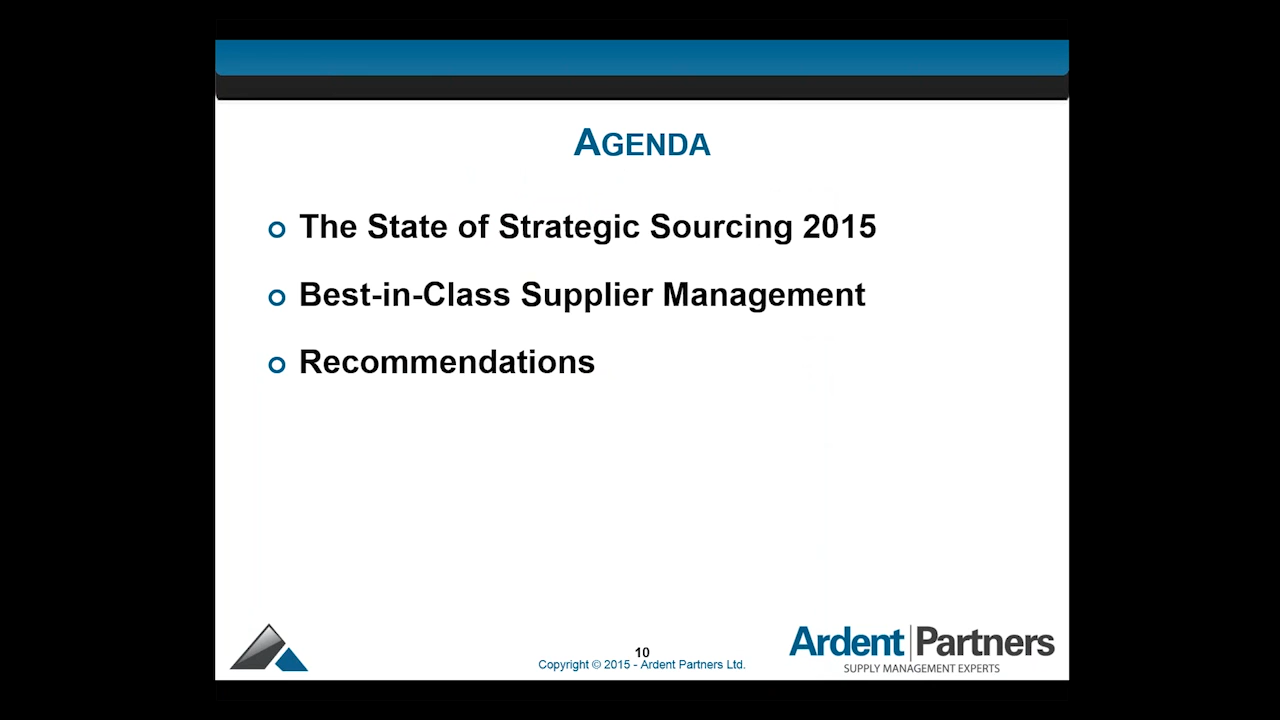 AGENDA
The State of Strategic Sourcing 2015
Best-in-Class Supplier Management
Recommendations
10
Copyright © 2015 - Ardent Partners Ltd.
Ardent Partners
SUPPLY MANAGEMENT EXPERTS